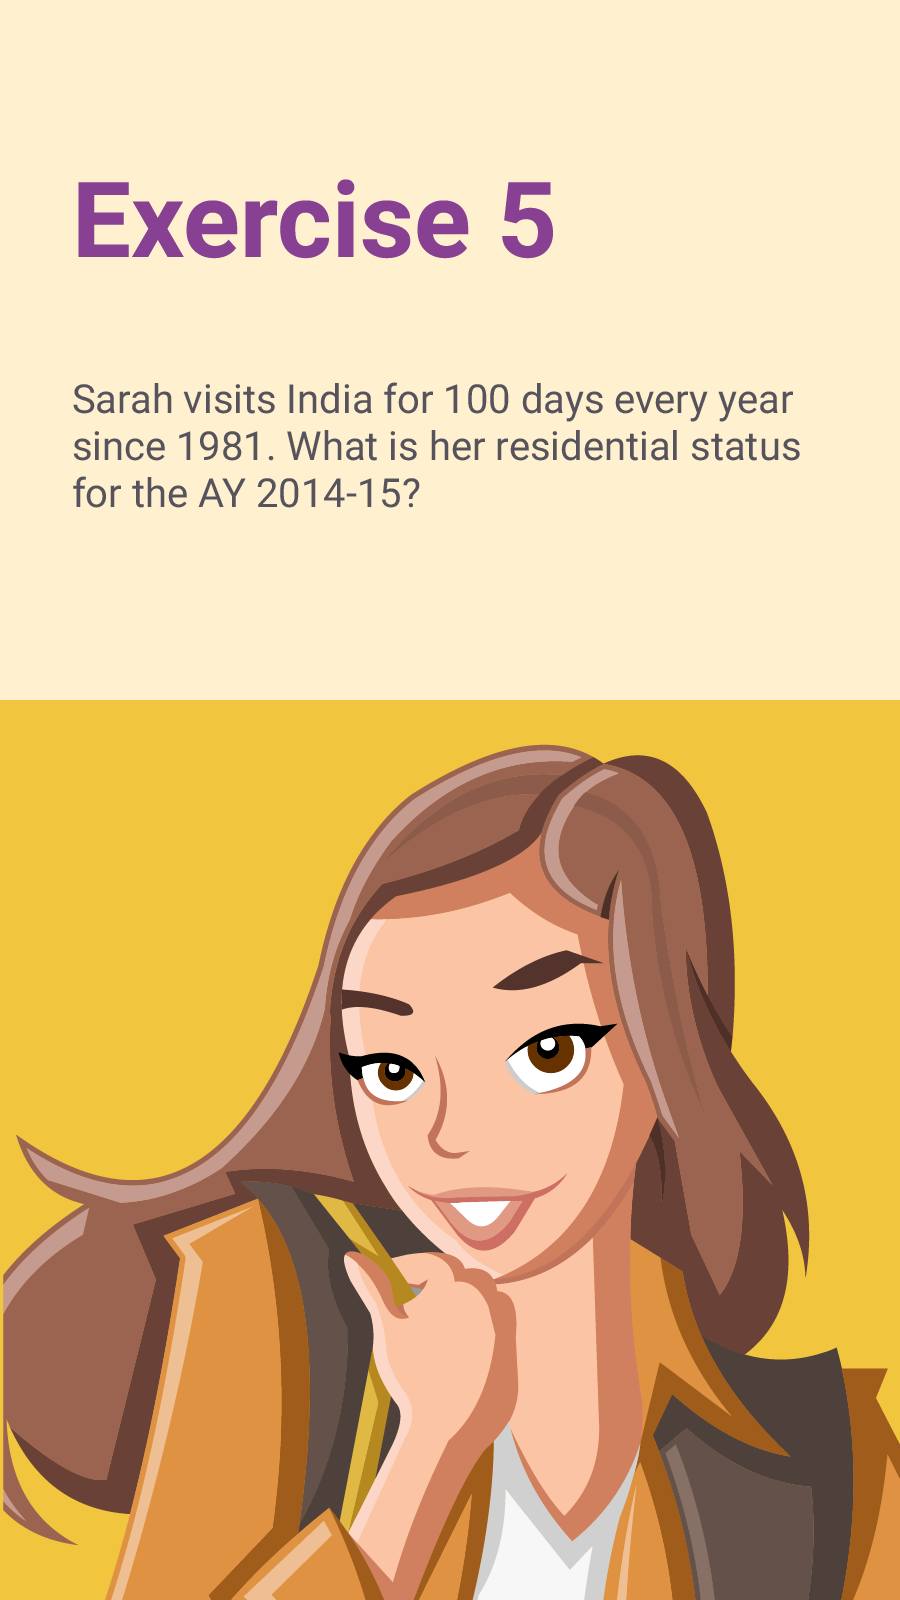 Exercise 5
Sarah visits India for 100 days every year
since 1981. What is her residential status
for the AY 2014-15?